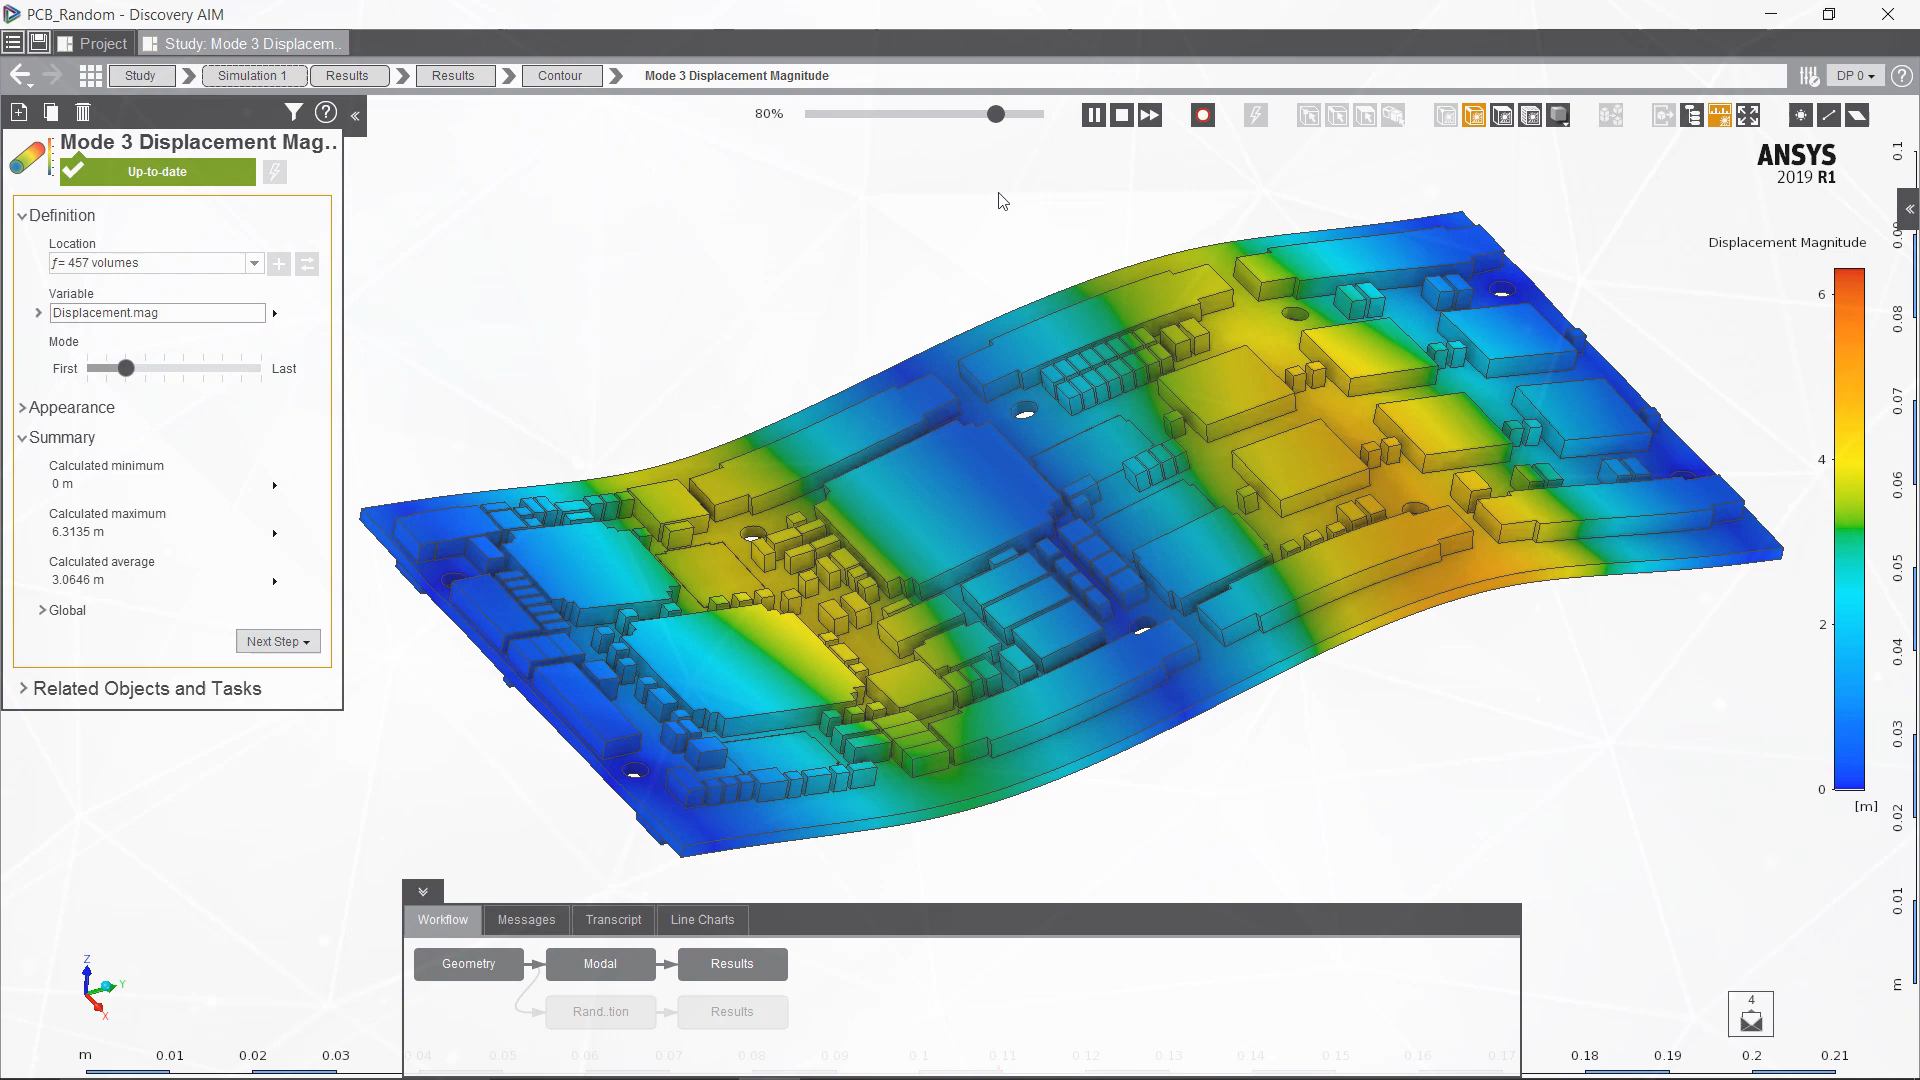 PCB_Random - Discovery AIM
Project
Study: Mode 3 Displacem..
Study
Simulation 1
Results
Results
Contour
Mode 3 Displacement Magnitude
DP 0
?
?
80%
Mode 3 Displacement Mag..
Up-to-date
Definition
Location
ƒ= 457 volumes
Variable
Displacement.mag
Mode
First
Last
Appearance
Summary
Calculated minimum
0 m
Calculated maximum
6.3135 m
Calculated average
3.0646 m
Global
Next Step
Related Objects and Tasks
ANSYS
2019 R1
Displacement Magnitude
6
4
2
0
[m]
0.1
0.09
0.08
0.07
0.06
0.05
0.04
0.03
0.02
0.01
m
Workflow
Messages
Transcript
Line Charts
Geometry
Modal
Results
Rand..tion
Results
Z
Y
X
4
m
0.01
0.02
0.03
0.04
0.05
0.06
0.07
0.08
0.09
0.1
0.11
0.12
0.13
0.14
0.15
0.16
0.17
0.18
0.19
0.2
0.21